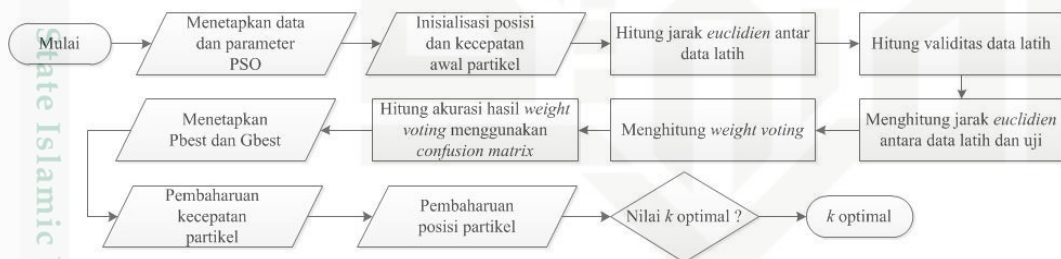 Mulai
Menetapkan data
dan parameter
PSO
Inisialisasi posisi
dan kecepatan
awal partikel
Hitung jarak euclidien antar
data latih
Hitung validitas data latih
Menghitung jarak euclidien
antara data latih dan uji
Menghitung weight voting
Hitung akurasi hasil weight
voting menggunakan
confusion matrix
Menetapkan
Pbest dan Gbest
Pembaharuan
kecepatan
partikel
Pembaharuan
posisi partikel
Nilai k optimal ?
k optimal
State Islamic